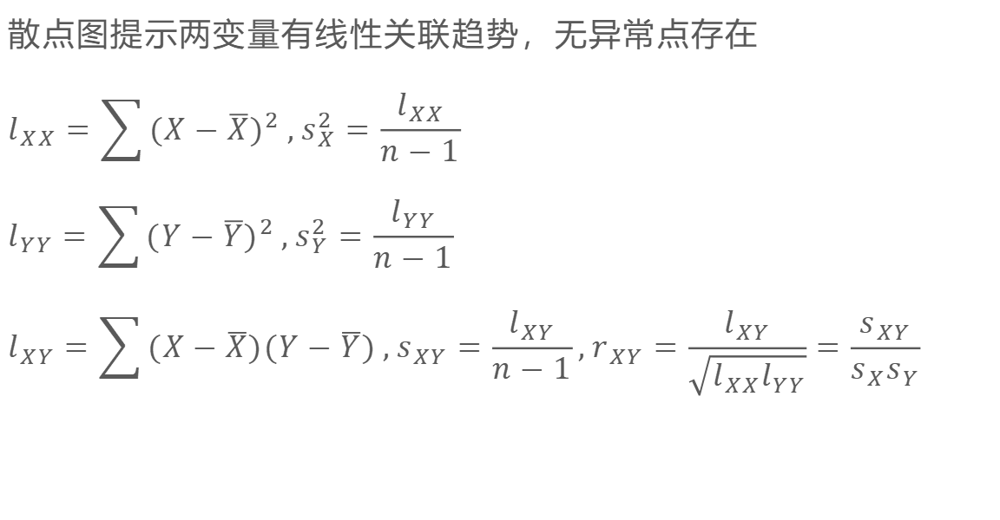 散点图提示两变量有线性关联趋势，无异常点存在
$l_{XX} = \sum (X - \overline{X})^2 , s_X^2 = \frac{l_{XX}}{n-1}$
$l_{YY} = \sum (Y - \overline{Y})^2 , s_Y^2 = \frac{l_{YY}}{n-1}$
$l_{XY} = \sum (X - \overline{X})(Y - \overline{Y}) , s_{XY} = \frac{l_{XY}}{n-1} , r_{XY} = \frac{l_{XY}}{\sqrt{l_{XX} l_{YY}}} = \frac{s_{XY}}{s_X s_Y}$